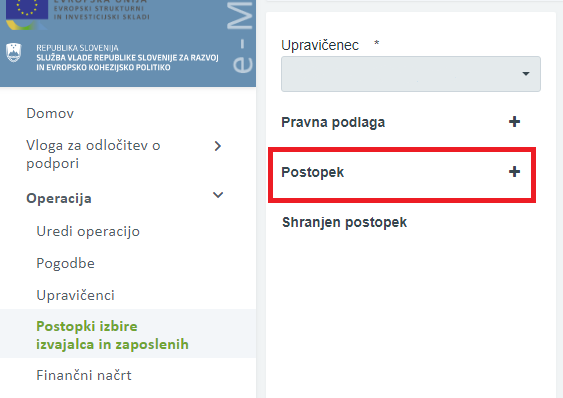 EVROPSKA UNIJA
EVROPSKI STRUKTURNI
IN INVESTICIJSKI SKLADI
e-M
REPUBLIKA SLOVENIJA
SLUŽBA VLADE REPUBLIKE SLOVENIJE ZA RAZVOJ
IN EVROPSKO KOHEZIJSKO POLITIKO
Domov
Vloga za odločitev o
podpori
Operacija
Uredi operacijo
Pogodbe
Upravičenci
Postopki izbire
izvajalca in zaposlenih
Finančni načrt
Upravičenec *
Pravna podlaga +
Postopek +
Shranjen postopek